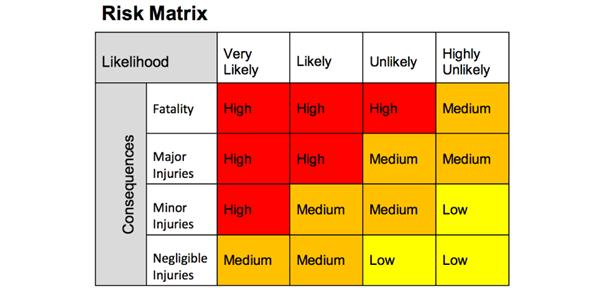 Risk Matrix
Likelihood
Very
Likely
Likely
Unlikely
Highly
Unlikely
Consequences
Fatality
High
High
High
Medium
Major
Injuries
High
High
Medium
Medium
Minor
Injuries
High
Medium
Medium
Low
Negligible
Injuries
Medium
Medium
Low
Low